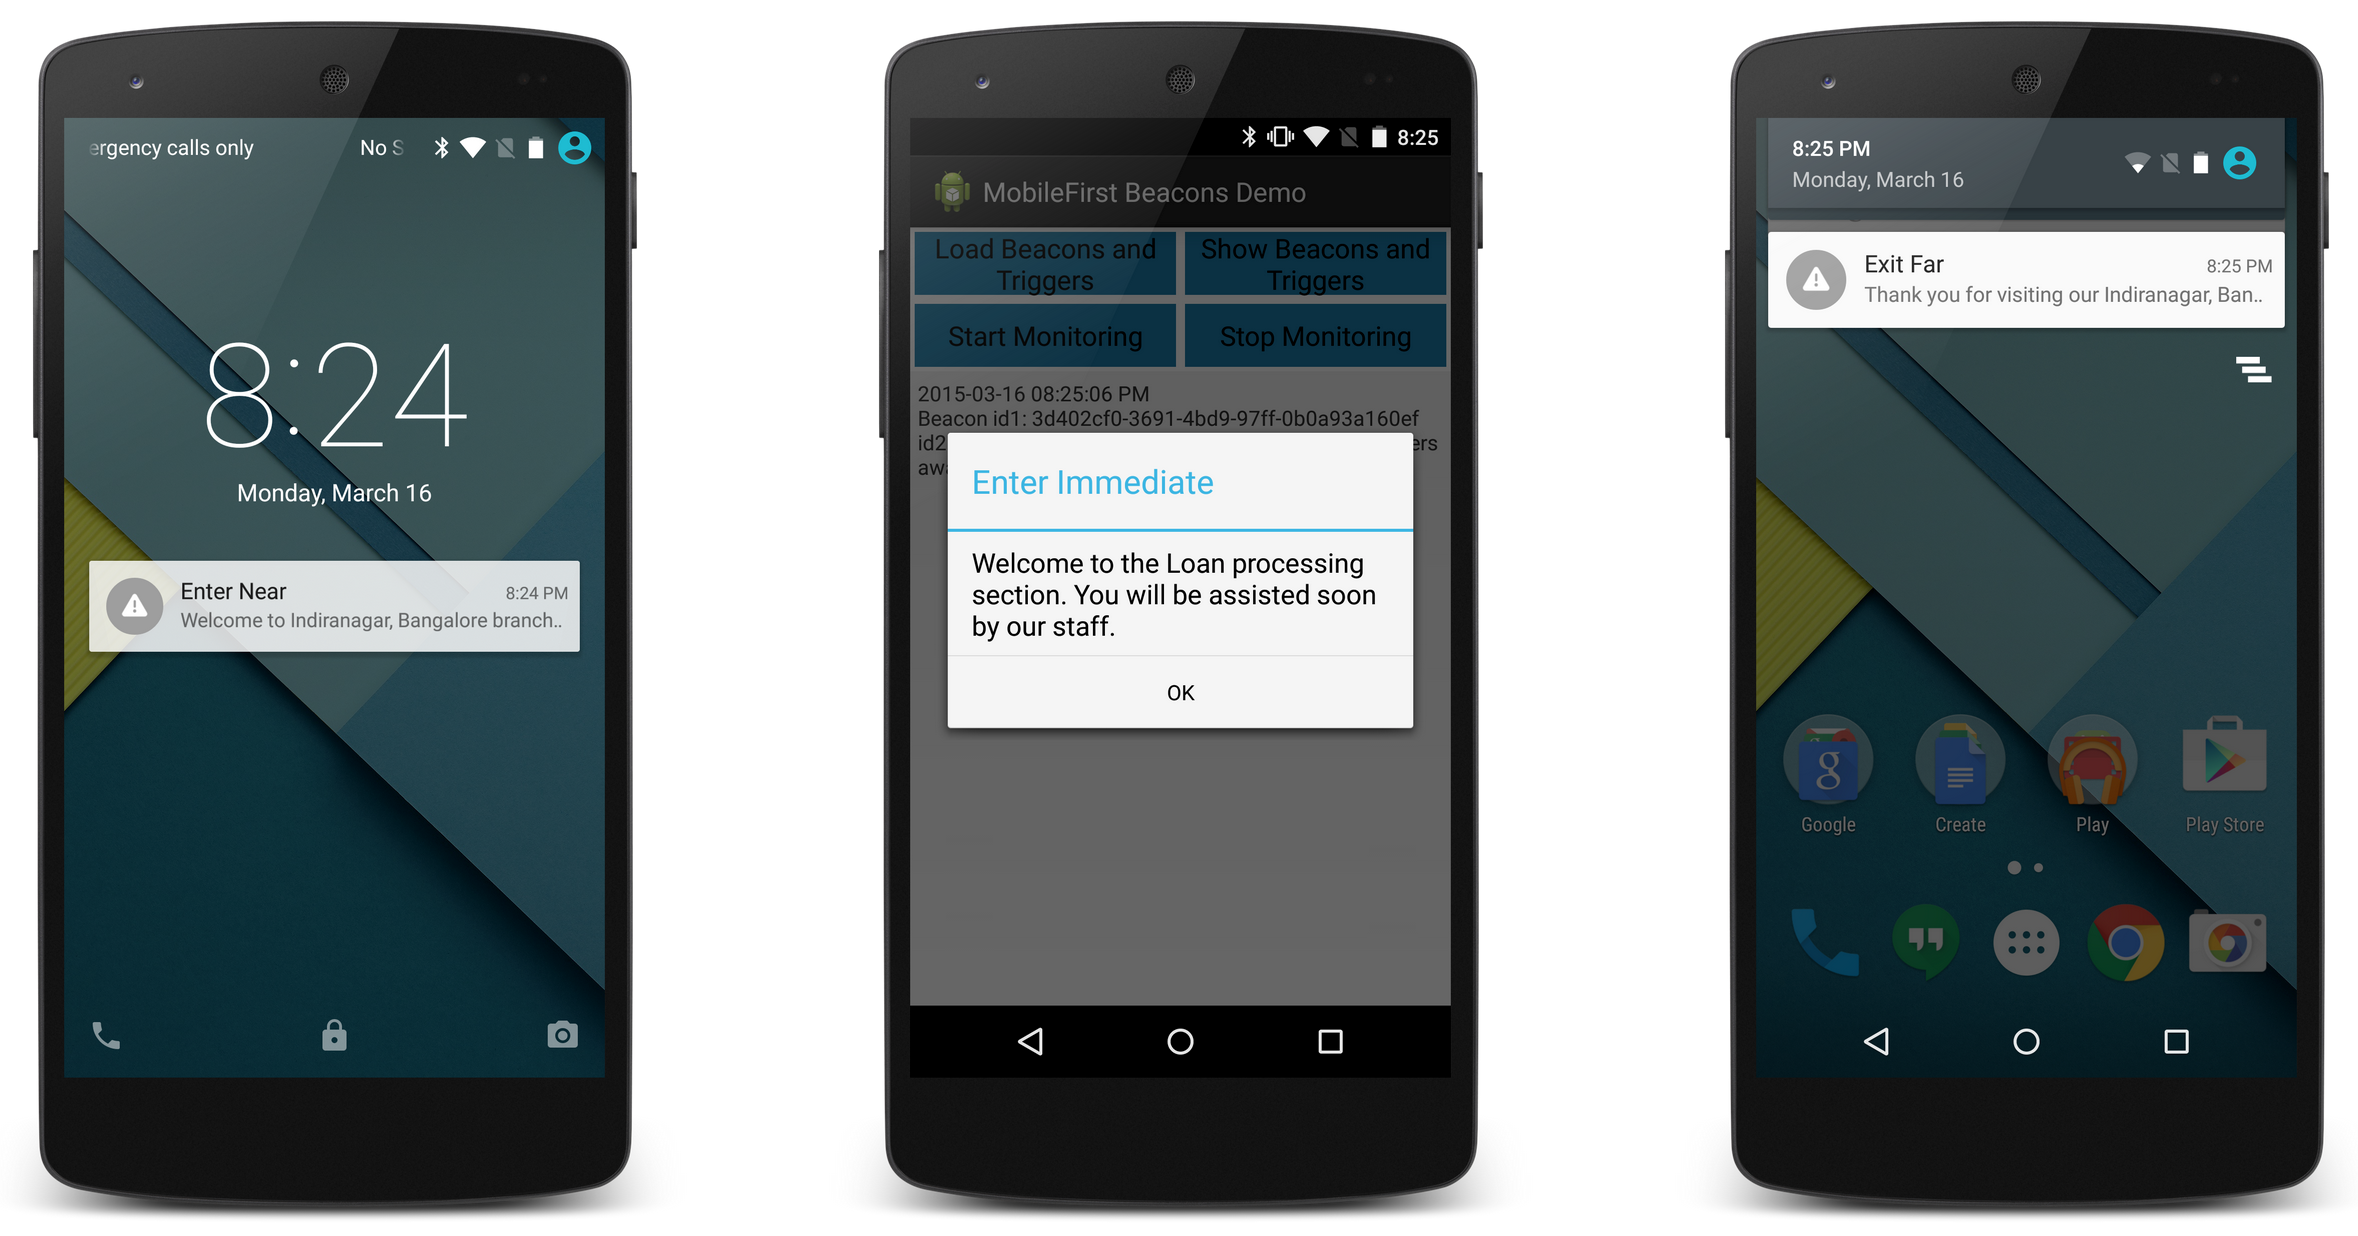 ergency calls only No S
8:24
Monday, March 16
Enter Near 8:24 PM
Welcome to Indiranagar, Bangalore branch..
8:25
MobileFirst Beacons Demo
Load Beacons and
Triggers
Show Beacons and
Triggers
Start Monitoring
Stop Monitoring
2015-03-16 08:25:06 PM
Beacon id1: 3d402cf0-3691-4bd9-97ff-0b0a93a160ef
id2 ers
awa
Enter Immediate
Welcome to the Loan processing
section. You will be assisted soon
by our staff.
OK
8:25 PM
Monday, March 16
Exit Far 8:25 PM
Thank you for visiting our Indiranagar, Ban..
Google Create Play Play Store